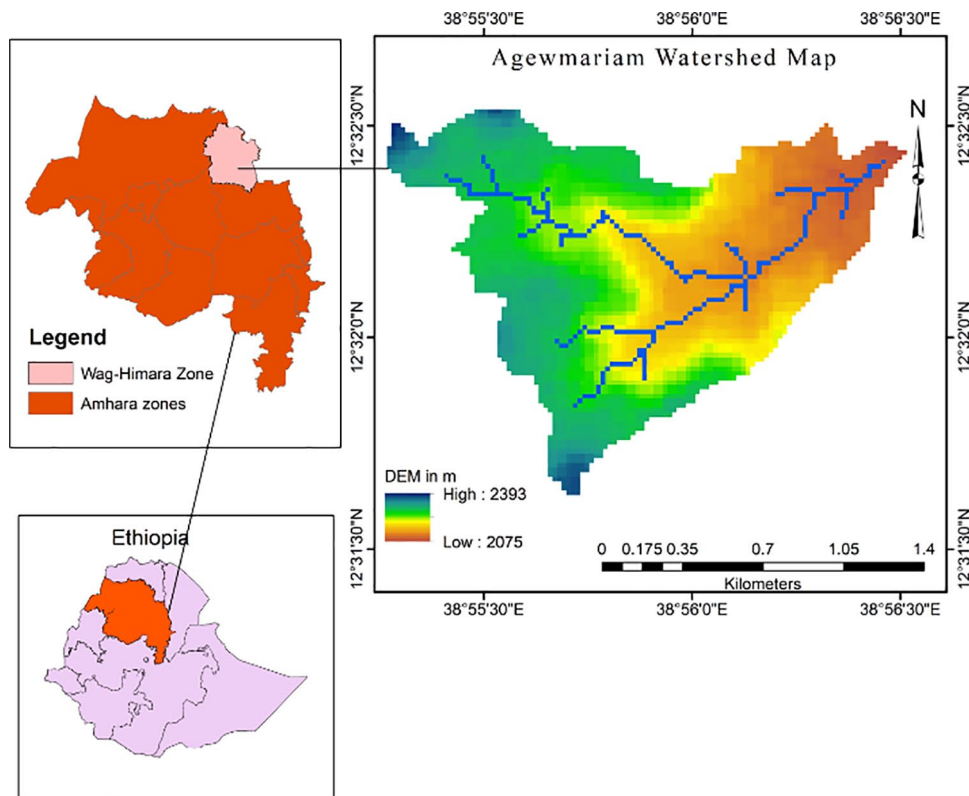 38°55'30"E
38°56'0"E
38°56'30"E
Agewmariam Watershed Map
N
12°32'30"N
12°32'0"N
12°31'30"N
12°32'30"N
12°32'0"N
12°31'30"N
Legend
Wag-Himara Zone
Amhara zones
DEM in m
High : 2393
Low : 2075
0 0.175 0.35 0.7 1.05 1.4
Kilometers
38°55'30"E
38°56'0"E
38°56'30"E
Ethiopia